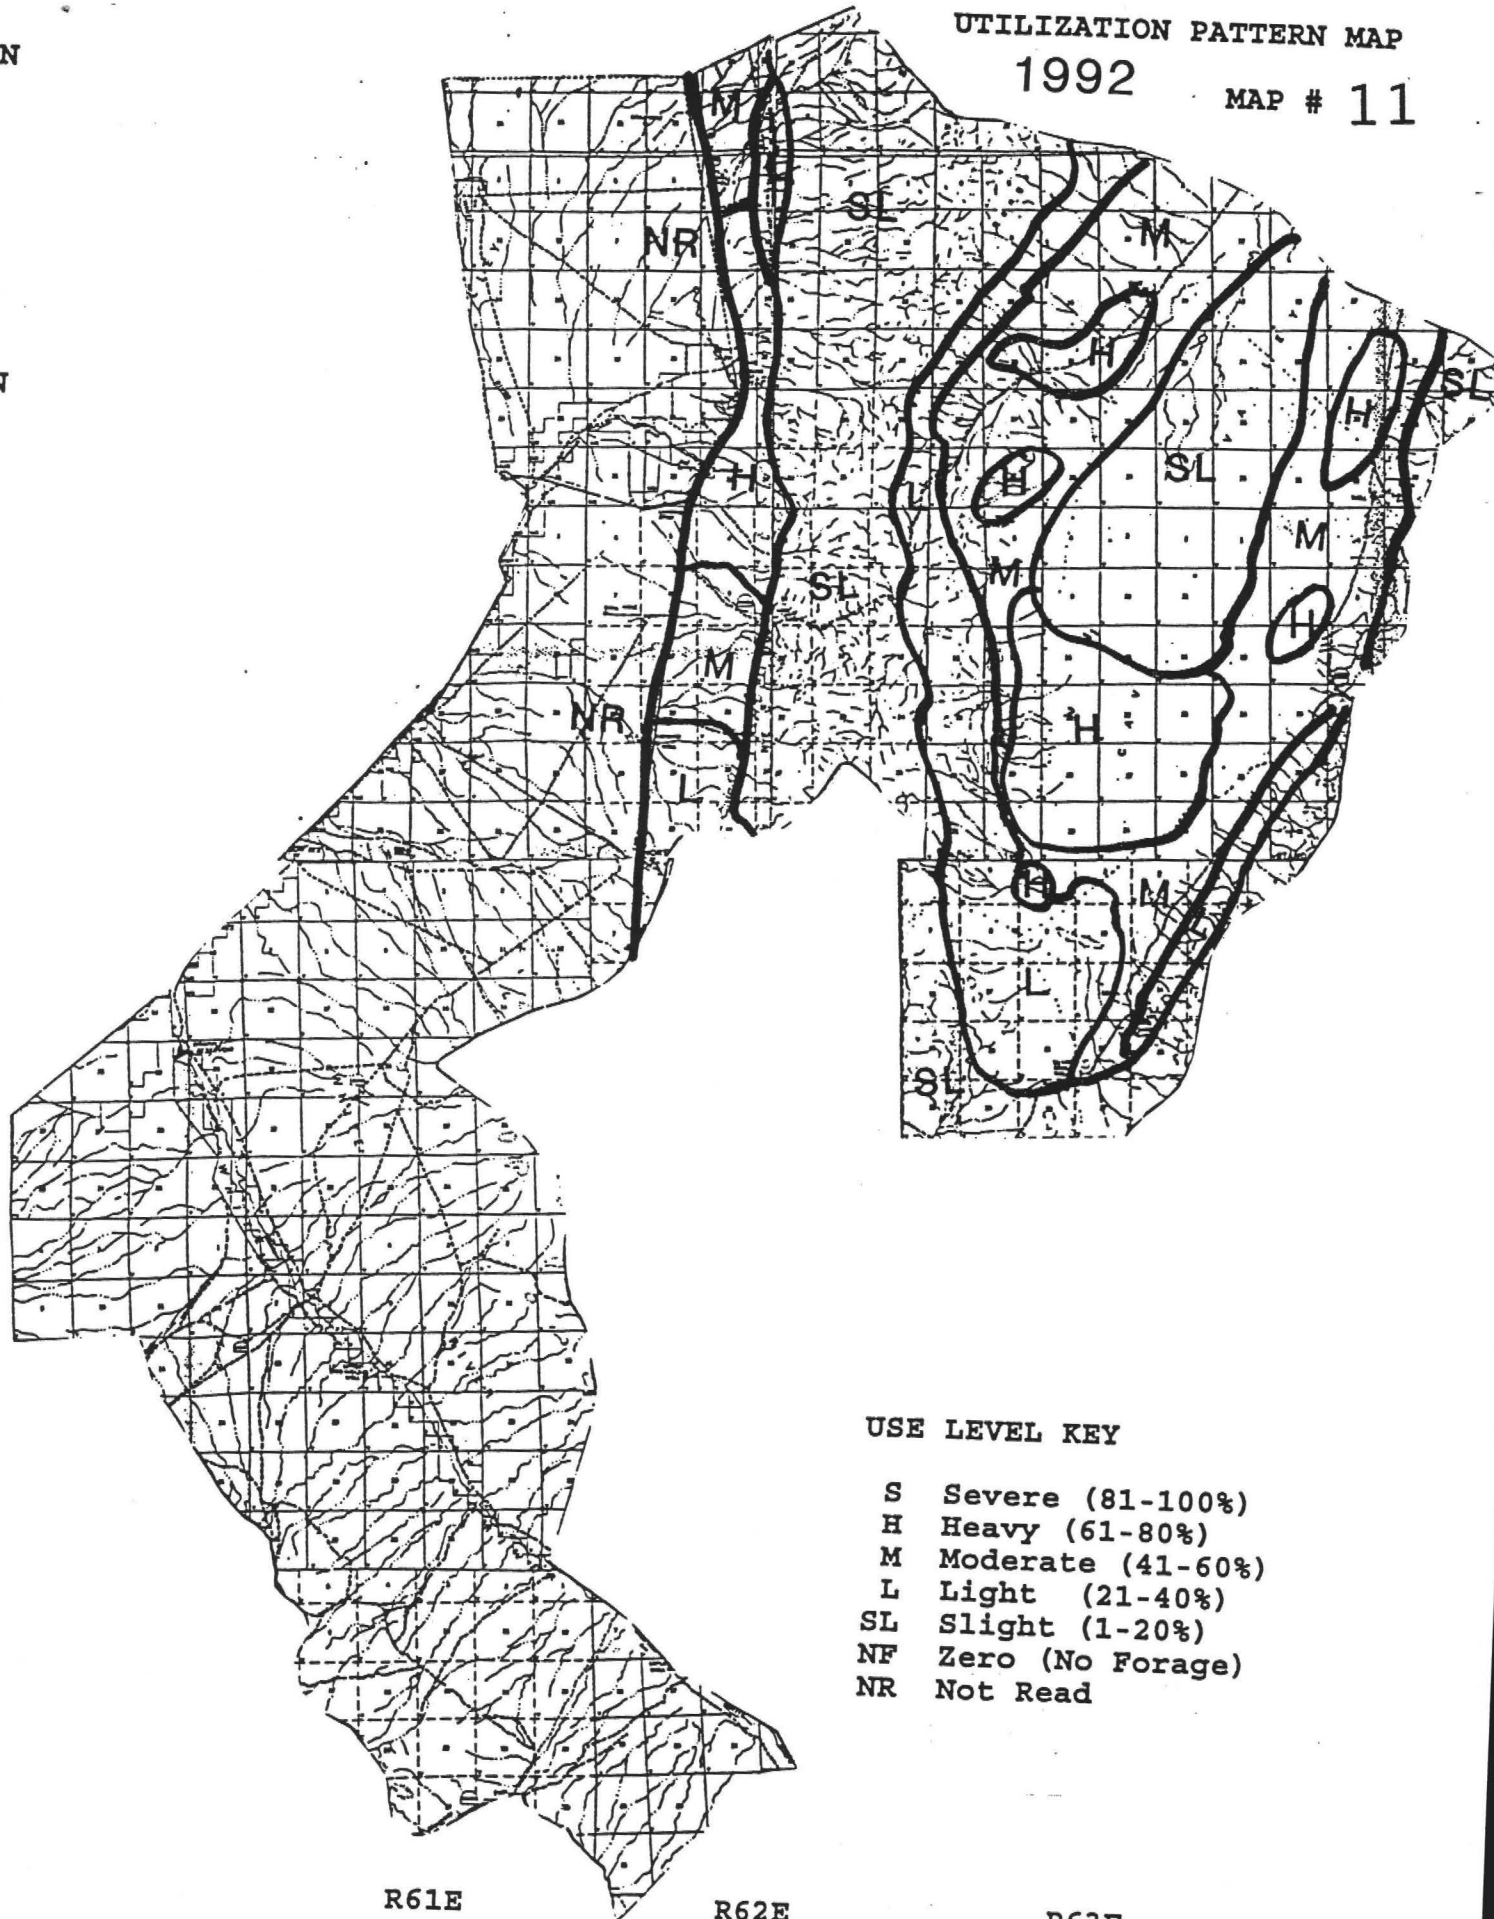 UTILIZATION PATTERN MAP
1992
MAP # 11
N
N
M
SL
NR
M
H
SL
H
H
SL
H
L
M
M
SL
H
M
NR
H
L
H
M
L
L
SL
USE LEVEL KEY
S Severe (81-100%)
H Heavy (61-80%)
M Moderate (41-60%)
L Light (21-40%)
SL Slight (1-20%)
NF Zero (No Forage)
NR Not Read
R61E
R62E